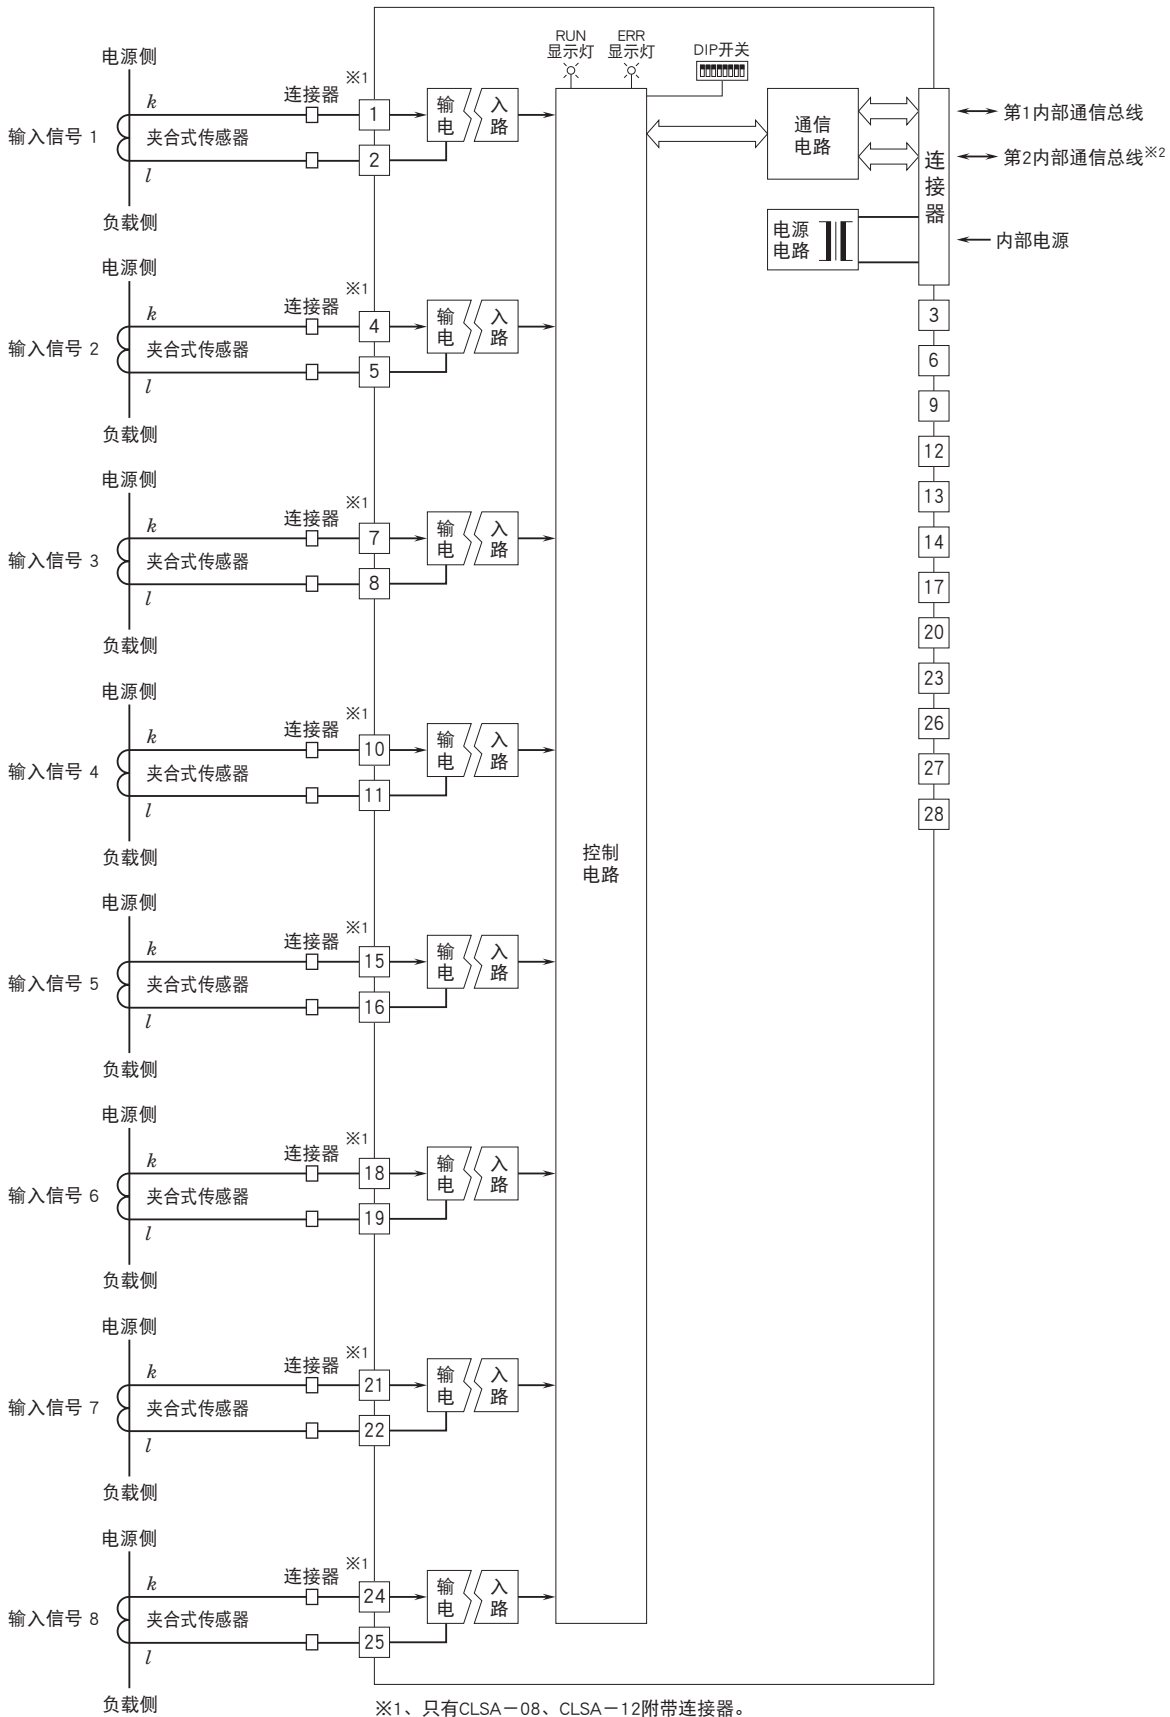 RUN
显示灯
ERR
显示灯
DIP开关
电源侧
k
连接器
※1
1
输入
电路
输入信号 1
夹合式传感器
l
2
负载侧
通信
电路
连接器
第1内部通信总线
第2内部通信总线※2
电源
电路
内部电源
电源侧
k
连接器
※1
4
输入
电路
输入信号 2
夹合式传感器
l
5
负载侧
3
6
9
12
13
14
17
20
23
26
27
28
电源侧
k
连接器
※1
7
输入
电路
输入信号 3
夹合式传感器
l
8
负载侧
电源侧
k
连接器
※1
10
输入
电路
输入信号 4
夹合式传感器
l
11
负载侧
控制
电路
电源侧
k
连接器
※1
15
输入
电路
输入信号 5
夹合式传感器
l
16
负载侧
电源侧
k
连接器
※1
18
输入
电路
输入信号 6
夹合式传感器
l
19
负载侧
电源侧
k
连接器
※1
21
输入
电路
输入信号 7
夹合式传感器
l
22
负载侧
电源侧
k
连接器
※1
24
输入
电路
输入信号 8
夹合式传感器
l
25
负载侧
※1、只有CLSA－08、CLSA－12附带连接器。